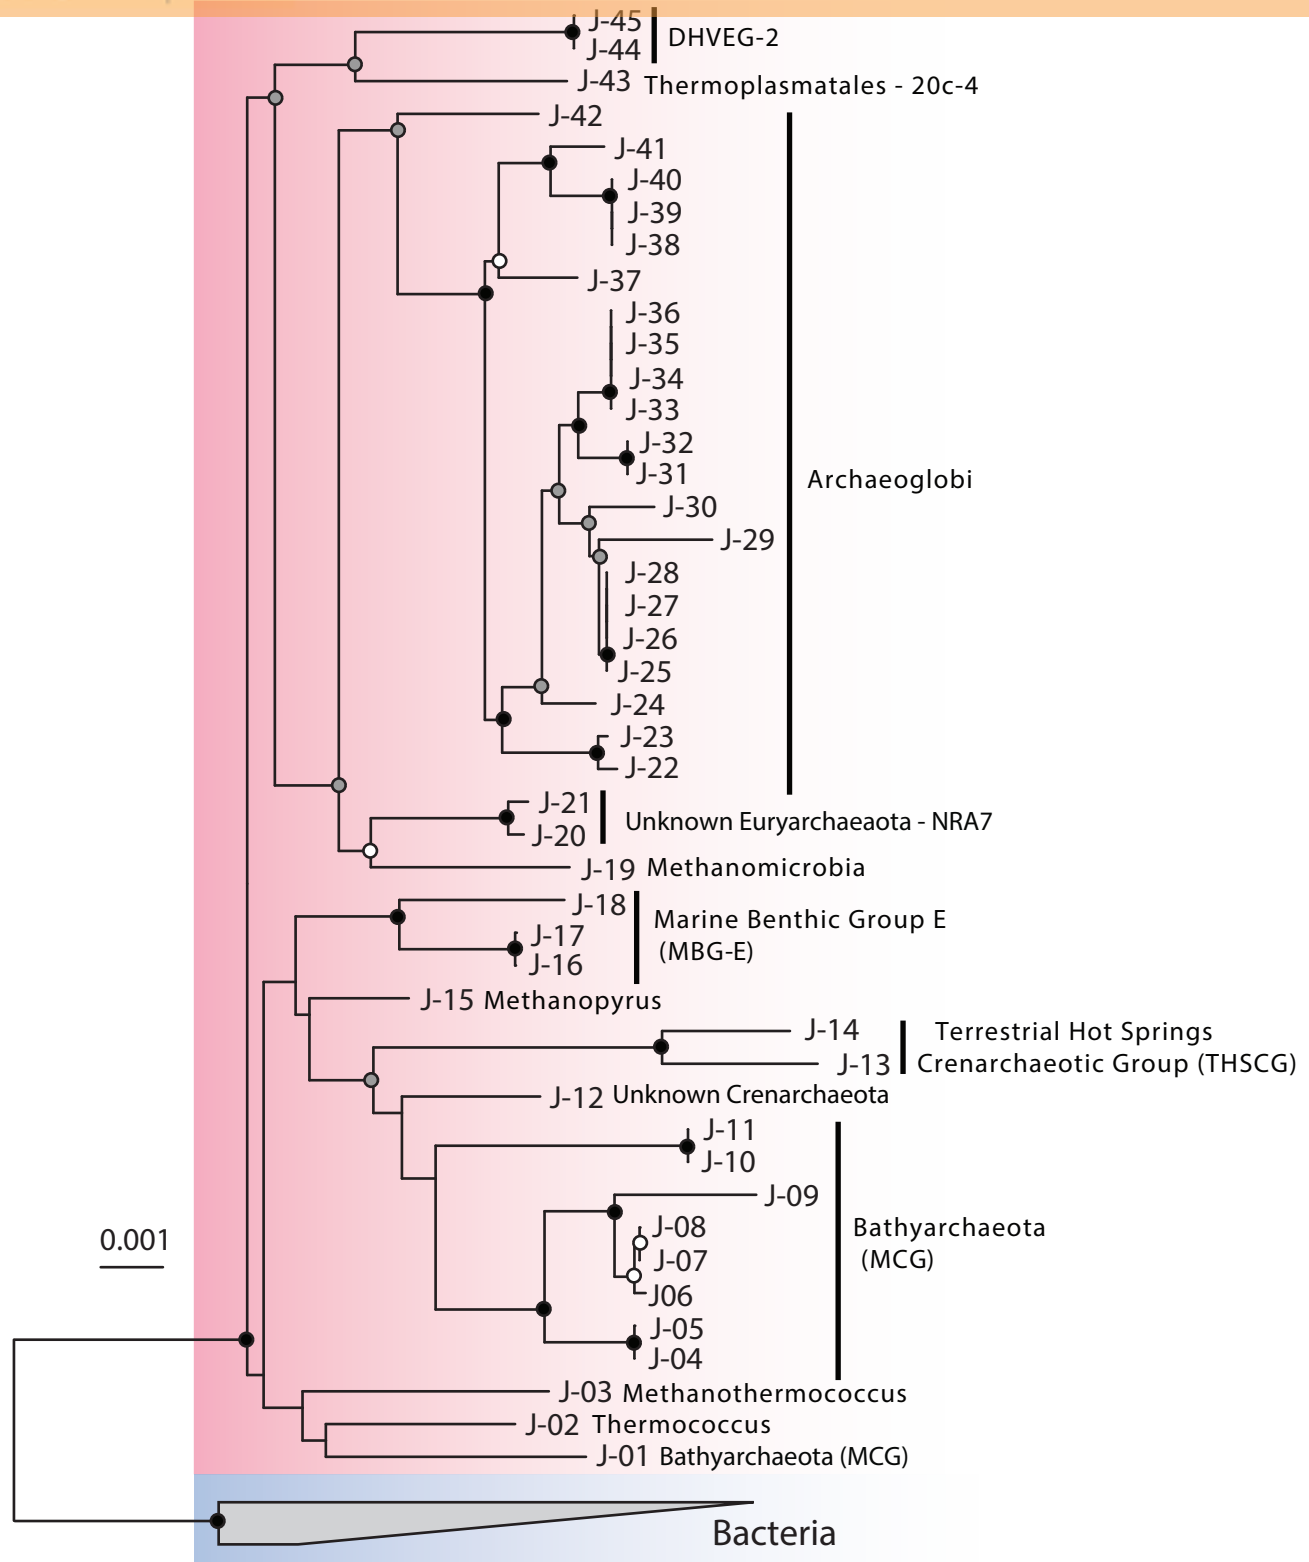 J-45
J-44
DHVEG-2
J-43 Thermoplasmatales - 20c-4
J-42
J-41
J-40
J-39
J-38
J-37
J-36
J-35
J-34
J-33
J-32
J-31
Archaeoglobi
J-30
J-29
J-28
J-27
J-26
J-25
J-24
J-23
J-22
J-21
J-20
Unknown Euryarchaeaota - NRA7
J-19 Methanomicrobia
J-18
J-17
J-16
Marine Benthic Group E
(MBG-E)
J-15 Methanopyrus
J-14
J-13
Terrestrial Hot Springs
Crenarchaeotic Group (THSCG)
J-12 Unknown Crenarchaeota
J-11
J-10
J-09
J-08
J-07
J06
J-05
J-04
Bathyarchaeota
(MCG)
0.001
J-03 Methanothermococcus
J-02 Thermococcus
J-01 Bathyarchaeota (MCG)
Bacteria